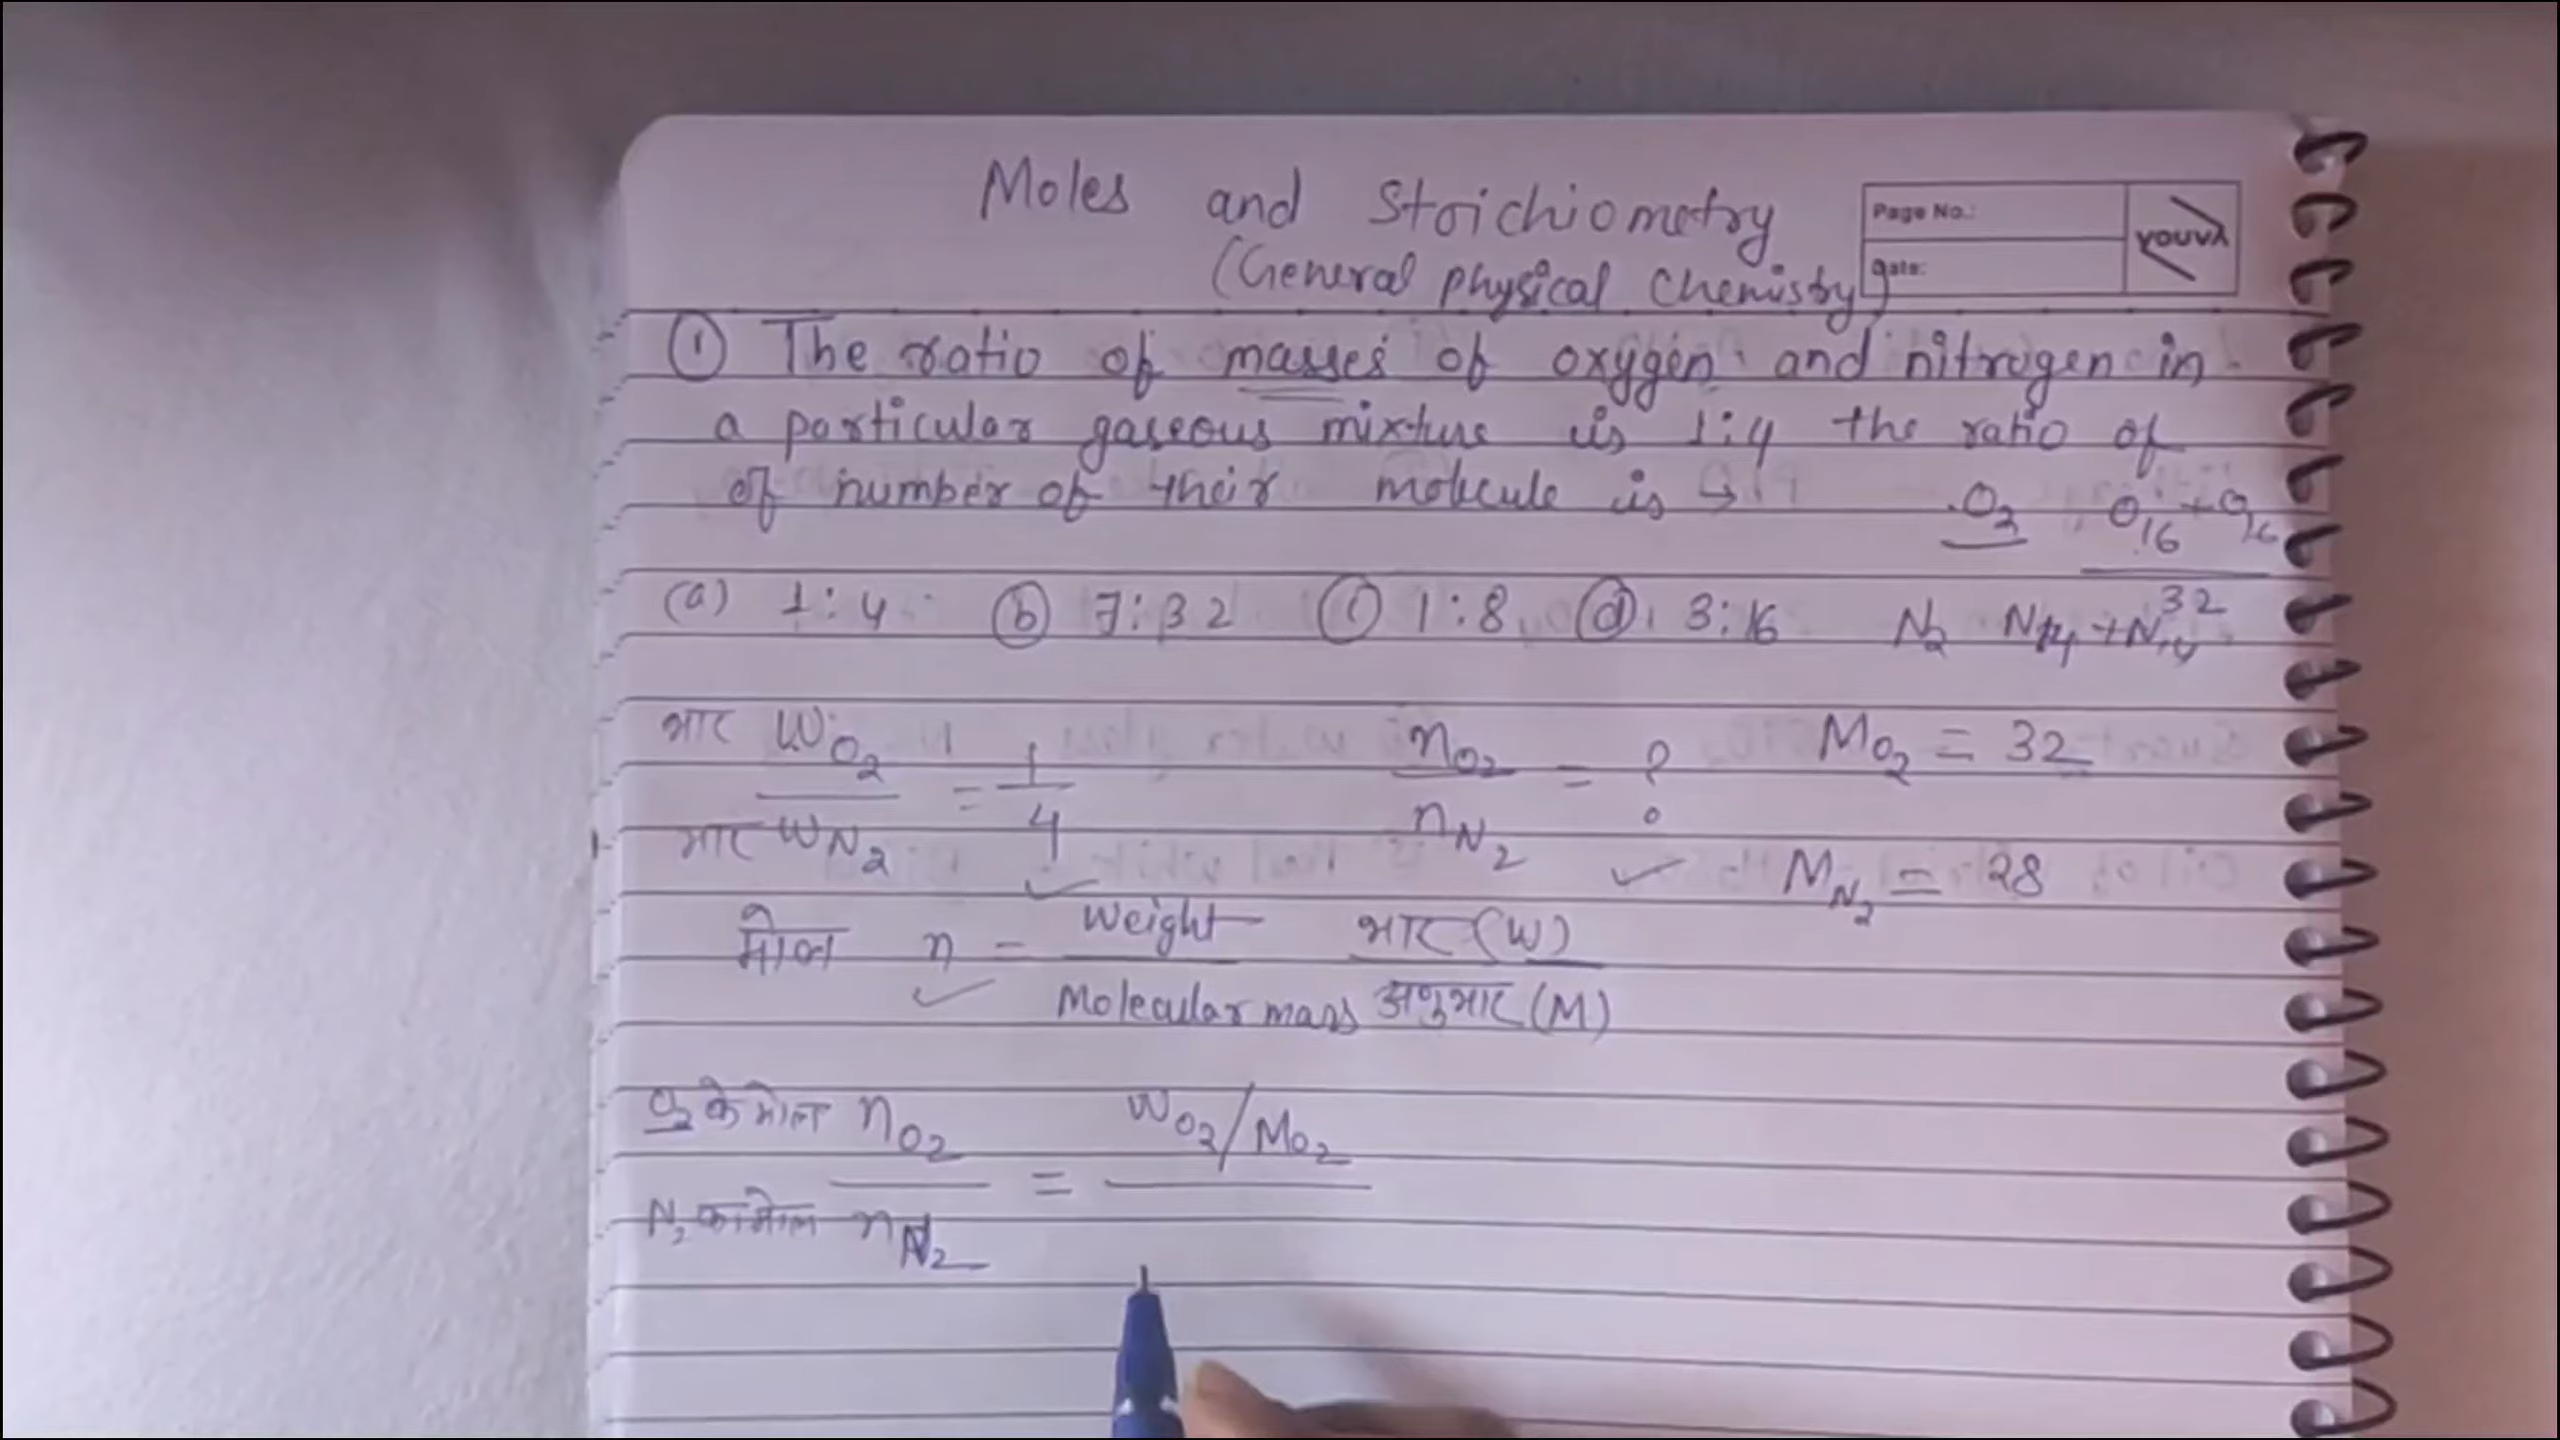 Moles and Stoichiometry
(General physical Chemistry)
Page No.:
Date:
YOUVA
① The ratio of masses of oxygen and nitrogen in
a particular gaseous mixture is 1:4 the ratio of
of number of their molecule is →
O₂ O₁₆ + O₁₆
32
(a) 1:4 (b) 7:32 (c) 1:8 (d) 3:16
N₂ N₁₄ + N₁₄
भार W O₂ / भार W N₂ = 1/4
nO₂ / nN₂ = ?
MO₂ = 32
MN₂ = 28
मोल n = Weight / Molecular mass भार (W) / अणुभार (M)
O₂ के मोल nO₂ / N₂ का मोल nN₂ = WO₂/MO₂